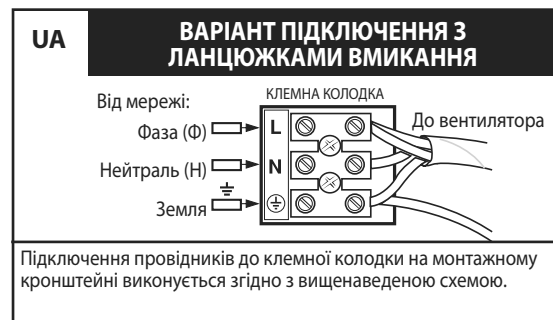 UA
ВАРІАНТ ПІДКЛЮЧЕННЯ З
ЛАНЦЮЖКАМИ ВМИКАННЯ
Від мережі:
КЛЕМНА КОЛОДКА
Фаза (Ф)
L
До вентилятора
Нейтраль (Н)
N
Земля
Підключення провідників до клемної колодки на монтажному
кронштейні виконується згідно з вищенаведеною схемою.